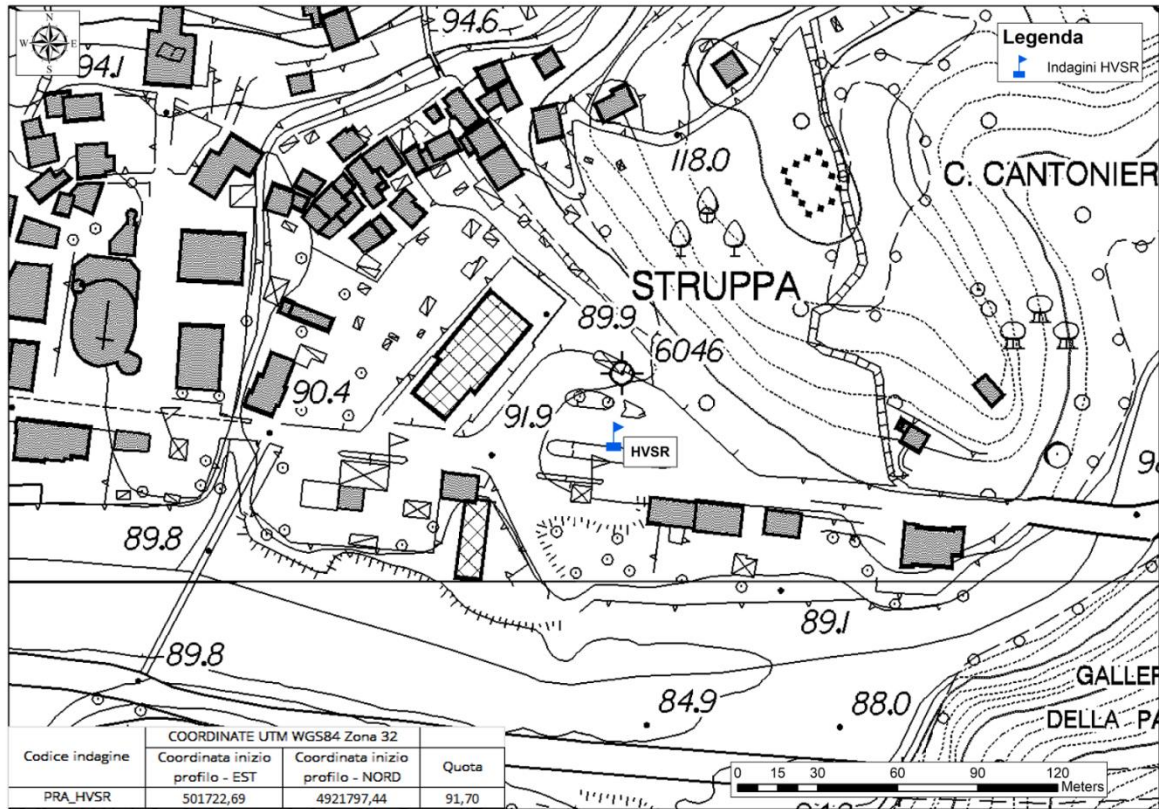 N
W E
S
94.6
94.1
Legenda
Indagini HVSR
118.0
C. CANTONIER
STRUPPA
89.9
6046
90.4
91.9
HVSR
89.8
89.1
89.8
84.9
88.0
GALLER
DELLA PA
COORDINATE UTM WGS84 Zona 32
Codice indagine
Coordinata inizio profilo - EST
Coordinata inizio profilo - NORD
Quota
PRA_HVSR 501722,69 4921797,44 91,70
0 15 30 60 90 120
Meters